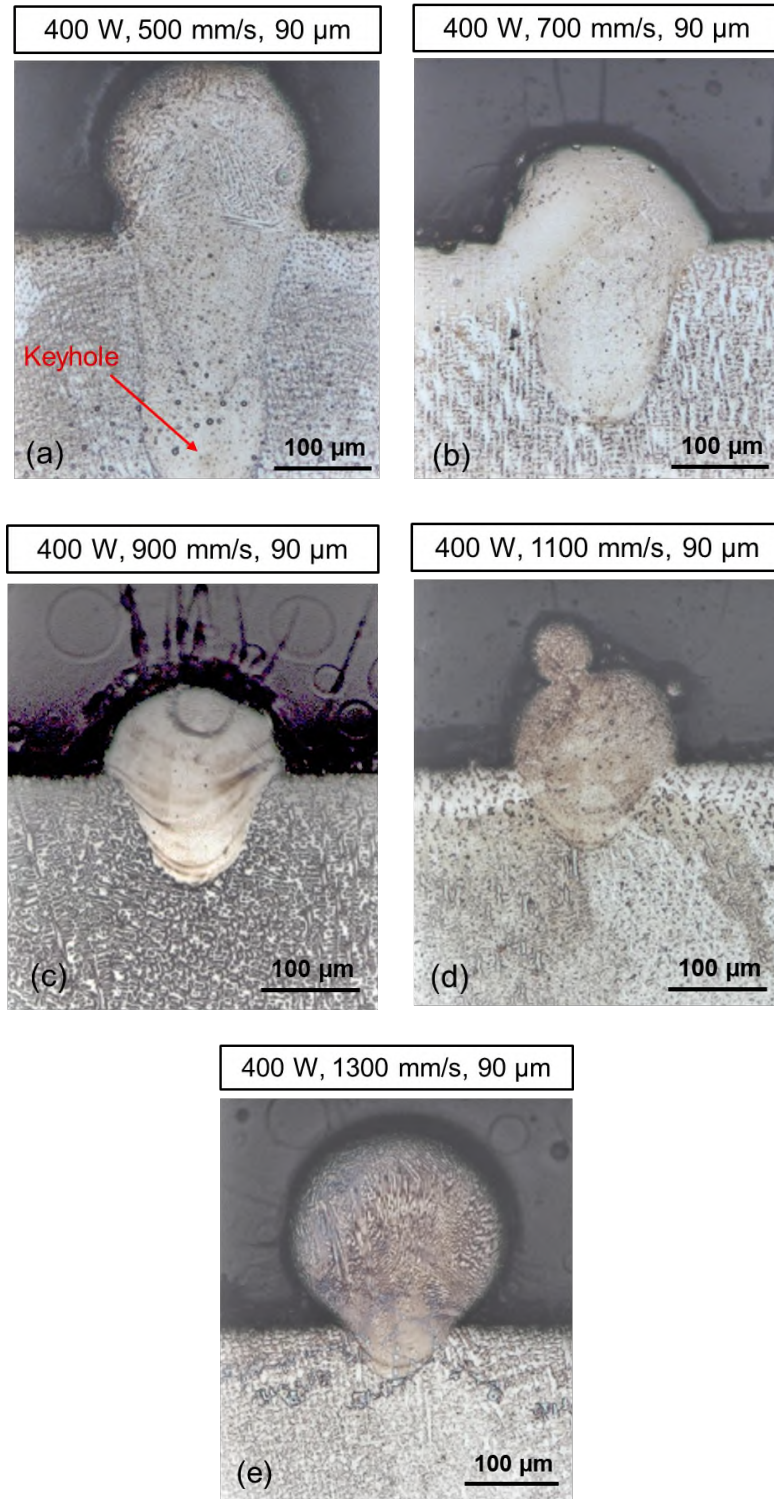 400 W, 500 mm/s, 90 µm
400 W, 700 mm/s, 90 µm
Keyhole
(a)
100 µm
(b)
100 µm
400 W, 900 mm/s, 90 µm
400 W, 1100 mm/s, 90 µm
(c)
100 µm
(d)
100 µm
400 W, 1300 mm/s, 90 µm
(e)
100 µm